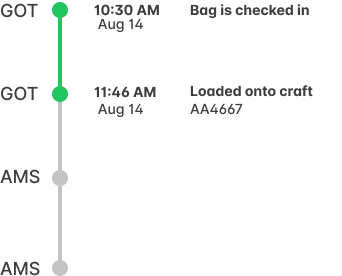 GOT 10:30 AM Bag is checked in
Aug 14
GOT 11:46 AM Loaded onto craft
Aug 14 AA4667
AMS
AMS